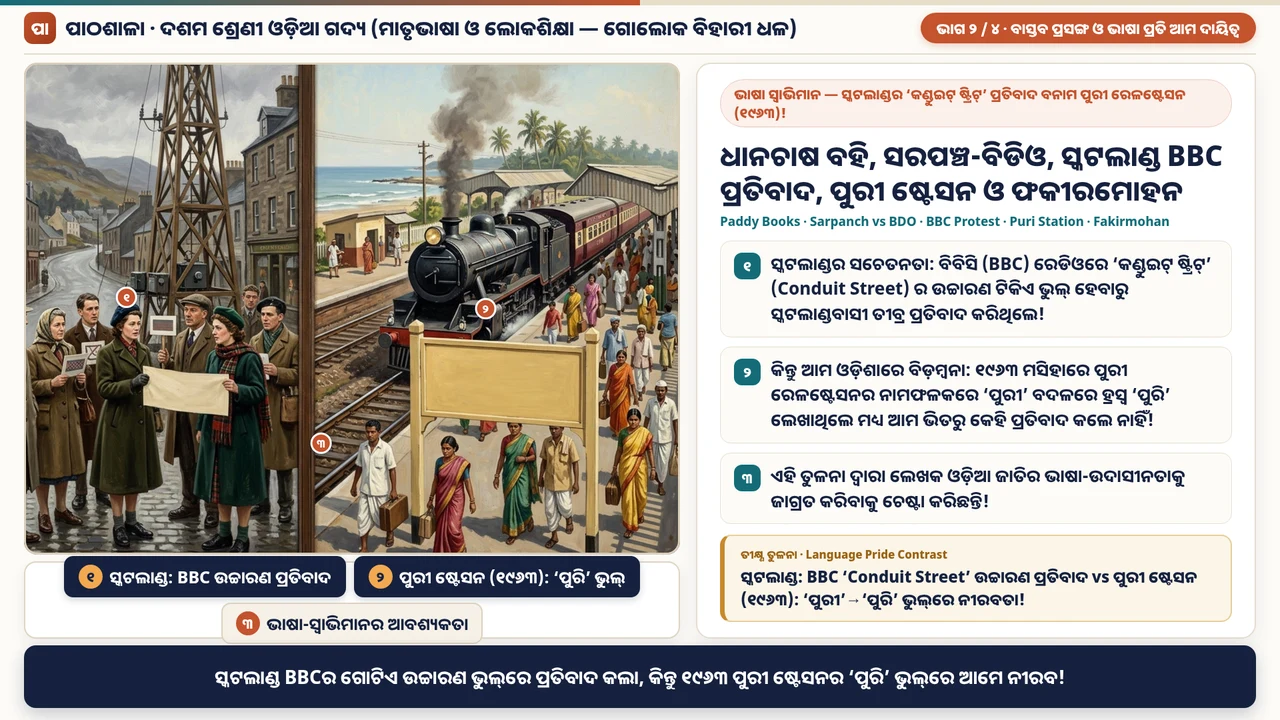 ପା ପାଠଶାଳା · ଦଶମ ଶ୍ରେଣୀ ଓଡ଼ିଆ ଗଦ୍ୟ (ମାତୃଭାଷା ଓ ଲୋକଶିକ୍ଷା — ଗୋଲୋକ ବିହାରୀ ଧଳ)
ଭାଗ ୨ / ୪ · ବାସ୍ତବ ପ୍ରସଙ୍ଗ ଓ ଭାଷା ପ୍ରତି ଆମ ଦାୟିତ୍ୱ
୧
୨
୩
୧ ସ୍କଟଲାଣ୍ଡ: BBC ଉଚ୍ଚାରଣ ପ୍ରତିବାଦ
୨ ପୁରୀ ଷ୍ଟେସନ (୧୯୬୩): ‘ପୁରି’ ଭୁଲ୍
୩ ଭାଷା-ସ୍ୱାଭିମାନର ଆବଶ୍ୟକତା
ଭାଷା ସ୍ୱାଭିମାନ — ସ୍କଟଲାଣ୍ଡର ‘କଣ୍ଡୁଇଟ୍ ଷ୍ଟ୍ରିଟ୍’ ପ୍ରତିବାଦ ବନାମ ପୁରୀ ରେଳଷ୍ଟେସନ
(୧୯୬୩)!
ଧାନଚାଷ ବହି, ସରପଞ୍ଚ-ବିଡିଓ, ସ୍କଟଲାଣ୍ଡ BBC
ପ୍ରତିବାଦ, ପୁରୀ ଷ୍ଟେସନ ଓ ଫକୀରମୋହନ
Paddy Books · Sarpanch vs BDO · BBC Protest · Puri Station · Fakirmohan
୧ ସ୍କଟଲାଣ୍ଡର ସଚେତନତା: ବିବିସି (BBC) ରେଡିଓରେ ‘କଣ୍ଡୁଇଟ୍ ଷ୍ଟ୍ରିଟ୍’
(Conduit Street) ର ଉଚ୍ଚାରଣ ଟିକିଏ ଭୁଲ୍ ହେବାରୁ
ସ୍କଟଲାଣ୍ଡବାସୀ ତୀବ୍ର ପ୍ରତିବାଦ କରିଥିଲେ!
୨ କିନ୍ତୁ ଆମ ଓଡ଼ିଶାରେ ବିଡ଼ମ୍ବନା: ୧୯୬୩ ମସିହାରେ ପୁରୀ
ରେଳଷ୍ଟେସନର ନାମଫଳକରେ ‘ପୁରୀ’ ବଦଳରେ ହ୍ରସ୍ୱ ‘ପୁରି’
ଲେଖାଥିଲେ ମଧ୍ୟ ଆମ ଭିତରୁ କେହି ପ୍ରତିବାଦ କଲେ ନାହିଁ!
୩ ଏହି ତୁଳନା ଦ୍ୱାରା ଲେଖକ ଓଡ଼ିଆ ଜାତିର ଭାଷା-ଉଦାସୀନତାକୁ
ଜାଗ୍ରତ କରିବାକୁ ଚେଷ୍ଟା କରିଛନ୍ତି!
ତୀକ୍ଷ୍ଣ ତୁଳନା · Language Pride Contrast
ସ୍କଟଲାଣ୍ଡ: BBC ‘Conduit Street’ ଉଚ୍ଚାରଣ ପ୍ରତିବାଦ vs ପୁରୀ ଷ୍ଟେସନ
(୧୯୬୩): ‘ପୁରୀ’→‘ପୁରି’ ଭୁଲ୍‌ରେ ନୀରବତା!
ସ୍କଟଲାଣ୍ଡ BBCର ଗୋଟିଏ ଉଚ୍ଚାରଣ ଭୁଲ୍‌ରେ ପ୍ରତିବାଦ କଲା, କିନ୍ତୁ ୧୯୬୩ ପୁରୀ ଷ୍ଟେସନର ‘ପୁରି’ ଭୁଲ୍‌ରେ ଆମେ ନୀରବ!